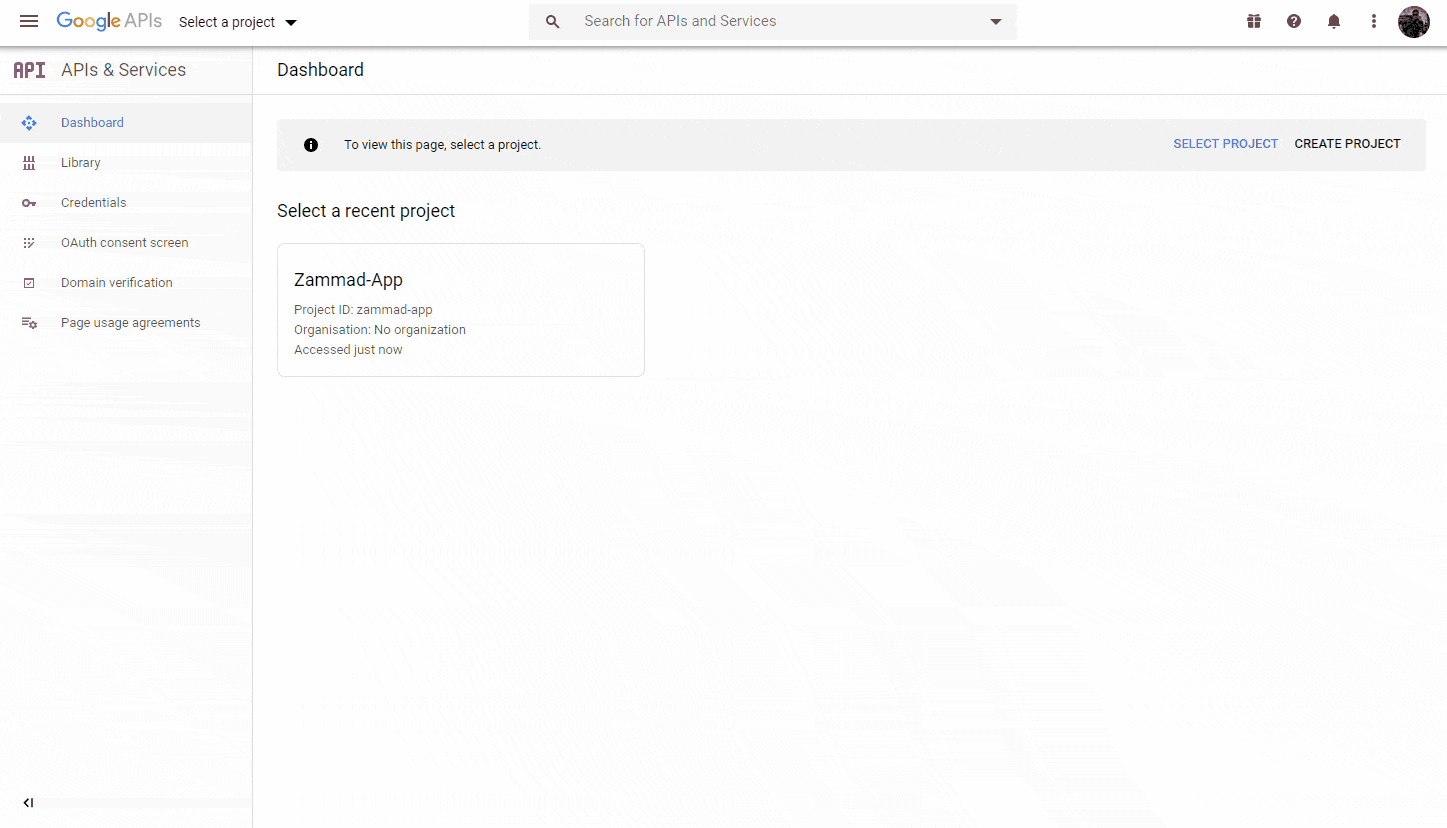 Google APIs Select a project Search for APIs and Services
API APIs & Services
Dashboard
Dashboard
Library
Credentials
OAuth consent screen
Domain verification
Page usage agreements
To view this page, select a project. SELECT PROJECT CREATE PROJECT
Select a recent project
Zammad-App
Project ID: zammad-app
Organisation: No organization
Accessed just now